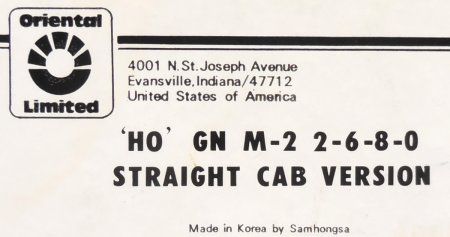 Oriental
Limited
4001 N.St.Joseph Avenue
Evansville,Indiana/47712
United States of America
'HO' GN M-2 2-6-8-0
STRAIGHT CAB VERSION
Made in Korea by Samhongsa